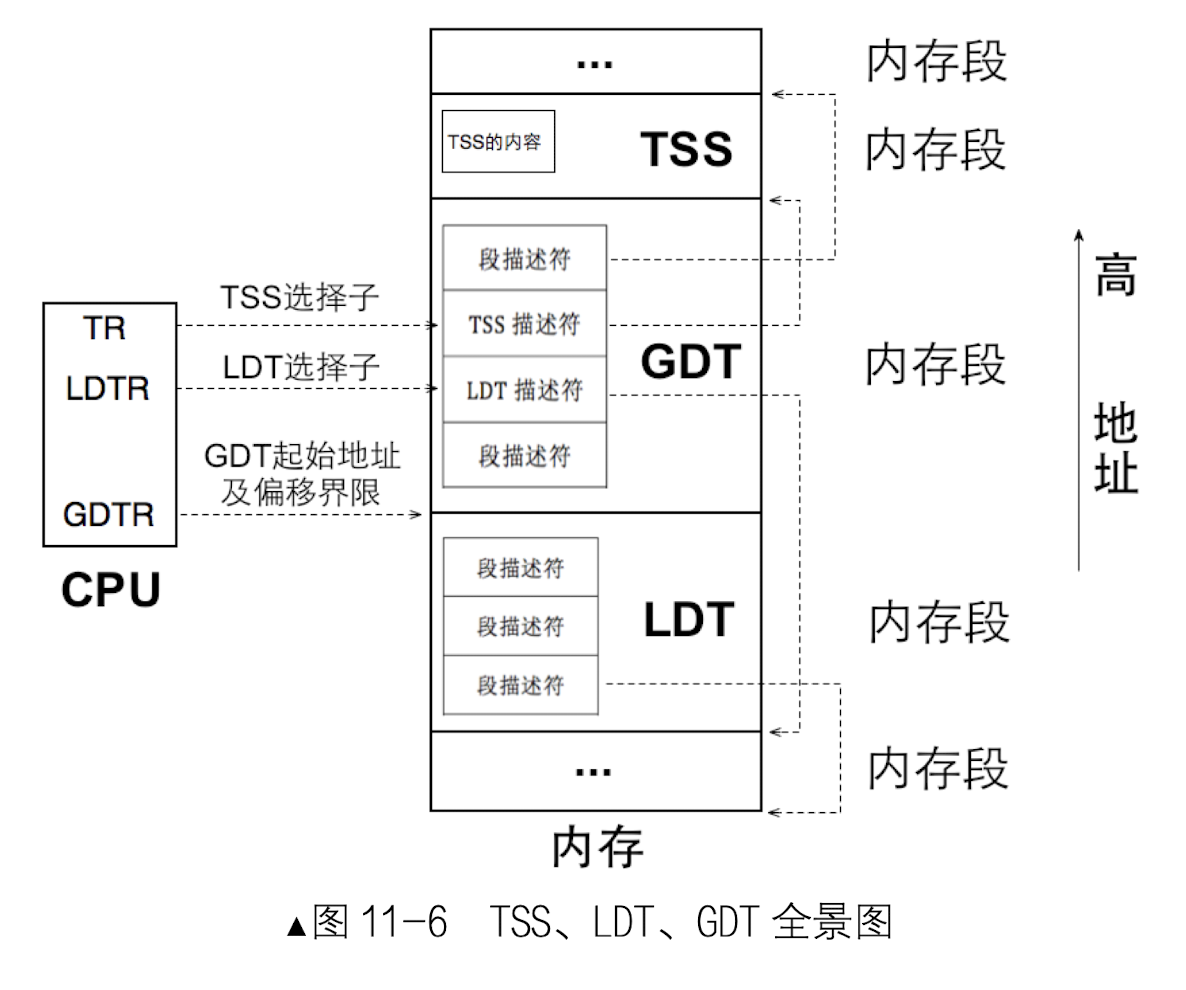 ...
内存段
TSS的内容
TSS
内存段
段描述符
TSS选择子
TR
TSS 描述符
LDT选择子
LDTR
LDT 描述符
GDT
内存段
GDT起始地址
及偏移界限
段描述符
GDTR
CPU
高
地
址
段描述符
段描述符
LDT
内存段
段描述符
...
内存段
内存
▲图 11-6 TSS、LDT、GDT 全景图